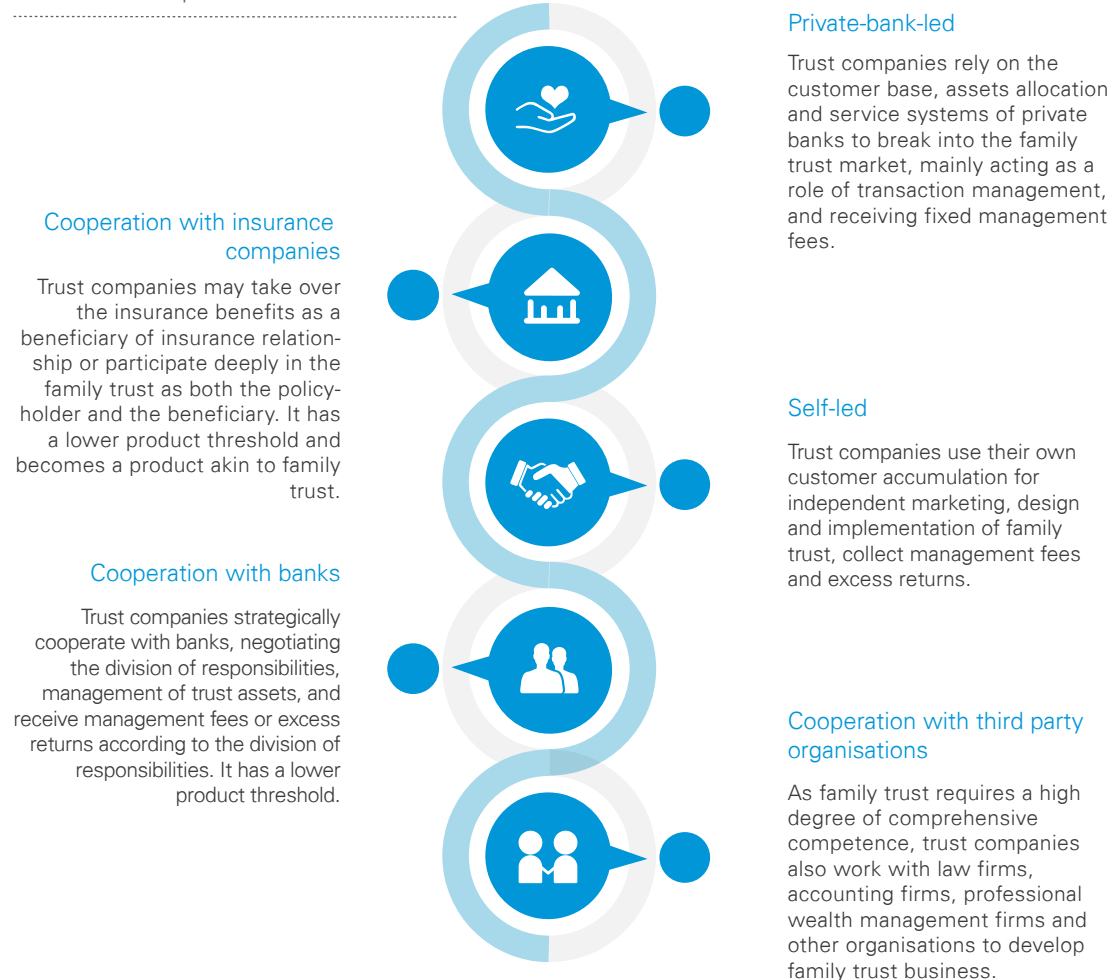 Private-bank-led
Trust companies rely on the
customer base, assets allocation
and service systems of private
banks to break into the family
trust market, mainly acting as a
role of transaction management,
and receiving fixed management
fees.
Cooperation with insurance
companies
Trust companies may take over
the insurance benefits as a
beneficiary of insurance relation-
ship or participate deeply in the
family trust as both the policy-
holder and the beneficiary. It has
a lower product threshold and
becomes a product akin to family
trust.
Self-led
Trust companies use their own
customer accumulation for
independent marketing, design
and implementation of family
trust, collect management fees
and excess returns.
Cooperation with banks
Trust companies strategically
cooperate with banks, negotiating
the division of responsibilities,
management of trust assets, and
receive management fees or excess
returns according to the division of
responsibilities. It has a lower
product threshold.
Cooperation with third party
organisations
As family trust requires a high
degree of comprehensive
competence, trust companies
also work with law firms,
accounting firms, professional
wealth management firms and
other organisations to develop
family trust business.